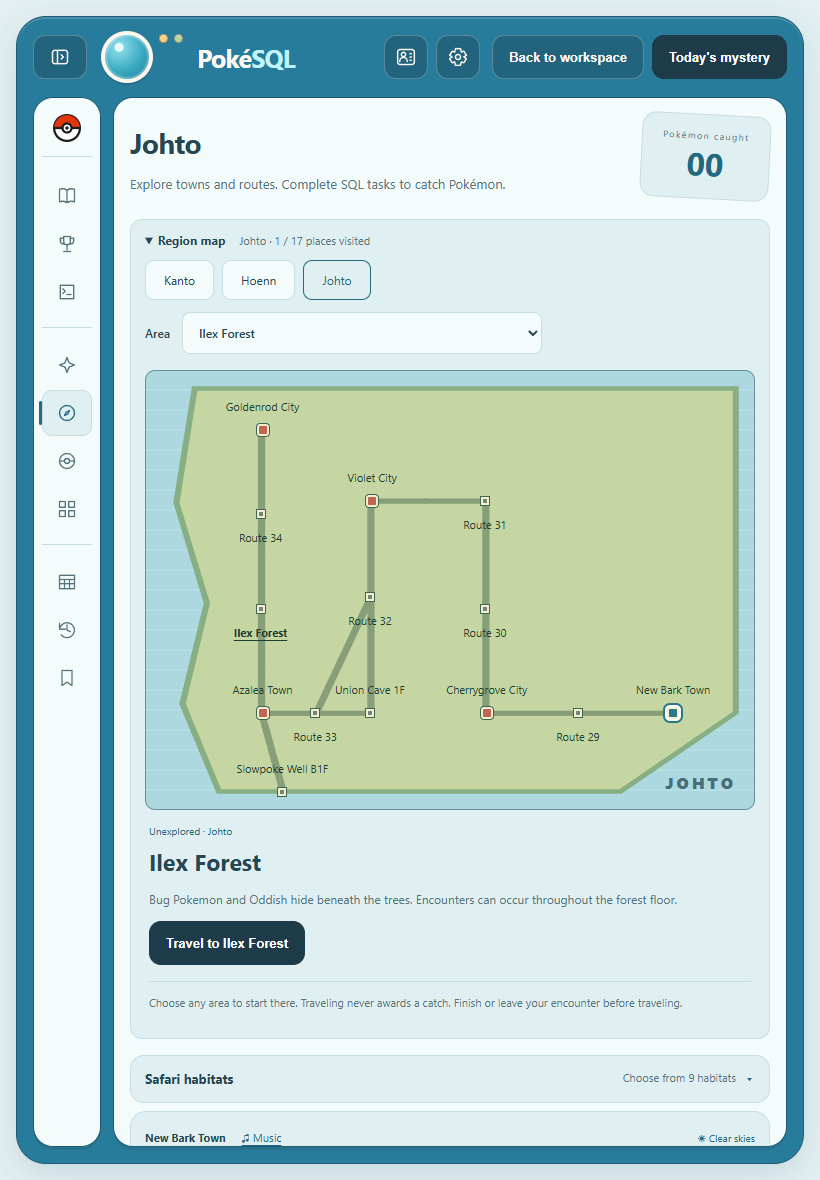 PokéSQL
Back to workspace
Today's mystery
Johto
Explore towns and routes. Complete SQL tasks to catch Pokémon.
Pokémon caught
00
▼ Region map Johto · 1 / 17 places visited
Kanto
Hoenn
Johto
Area
Ilex Forest
Goldenrod City
Violet City
Route 31
Route 34
Route 32
Ilex Forest
Route 30
Azalea Town
Union Cave 1F
Cherrygrove City
New Bark Town
Route 33
Route 29
Slowpoke Well B1F
JOHTO
Unexplored · Johto
Ilex Forest
Bug Pokemon and Oddish hide beneath the trees. Encounters can occur throughout the forest floor.
Travel to Ilex Forest
Choose any area to start there. Traveling never awards a catch. Finish or leave your encounter before traveling.
Safari habitats
Choose from 9 habitats
New Bark Town
♫ Music
☀ Clear skies